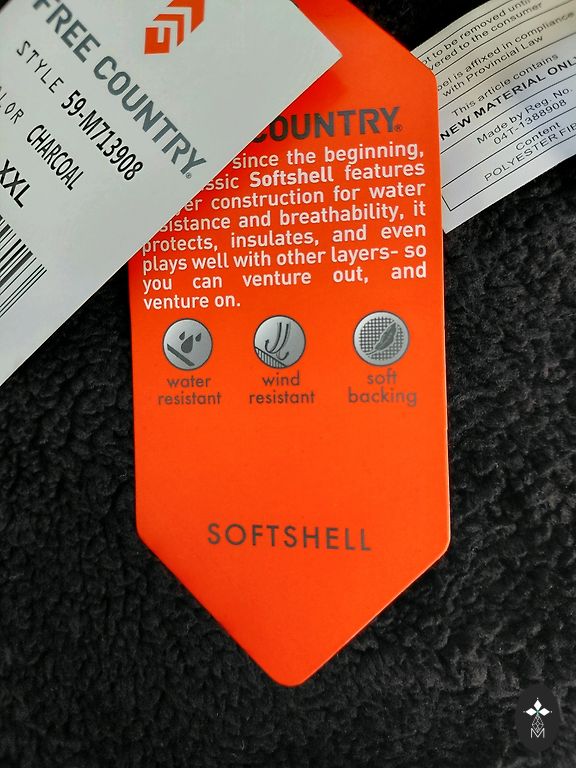 FREE COUNTRY®
STYLE 59-M713908
CHARCOAL
XXL
COUNTRY®
since the beginning,
Softshell features
construction for water
and breathability, it
protects, insulates, and even
plays well with other layers- so
you can venture out, and
venture on.
water resistant
wind resistant
soft backing
SOFTSHELL
to be removed until
to the consumer
is affixed in compliance
with Provincial Law
This article contains
NEW MATERIAL ONLY
Made by Reg. No.
04T-1388908
Content
POLYESTER
M